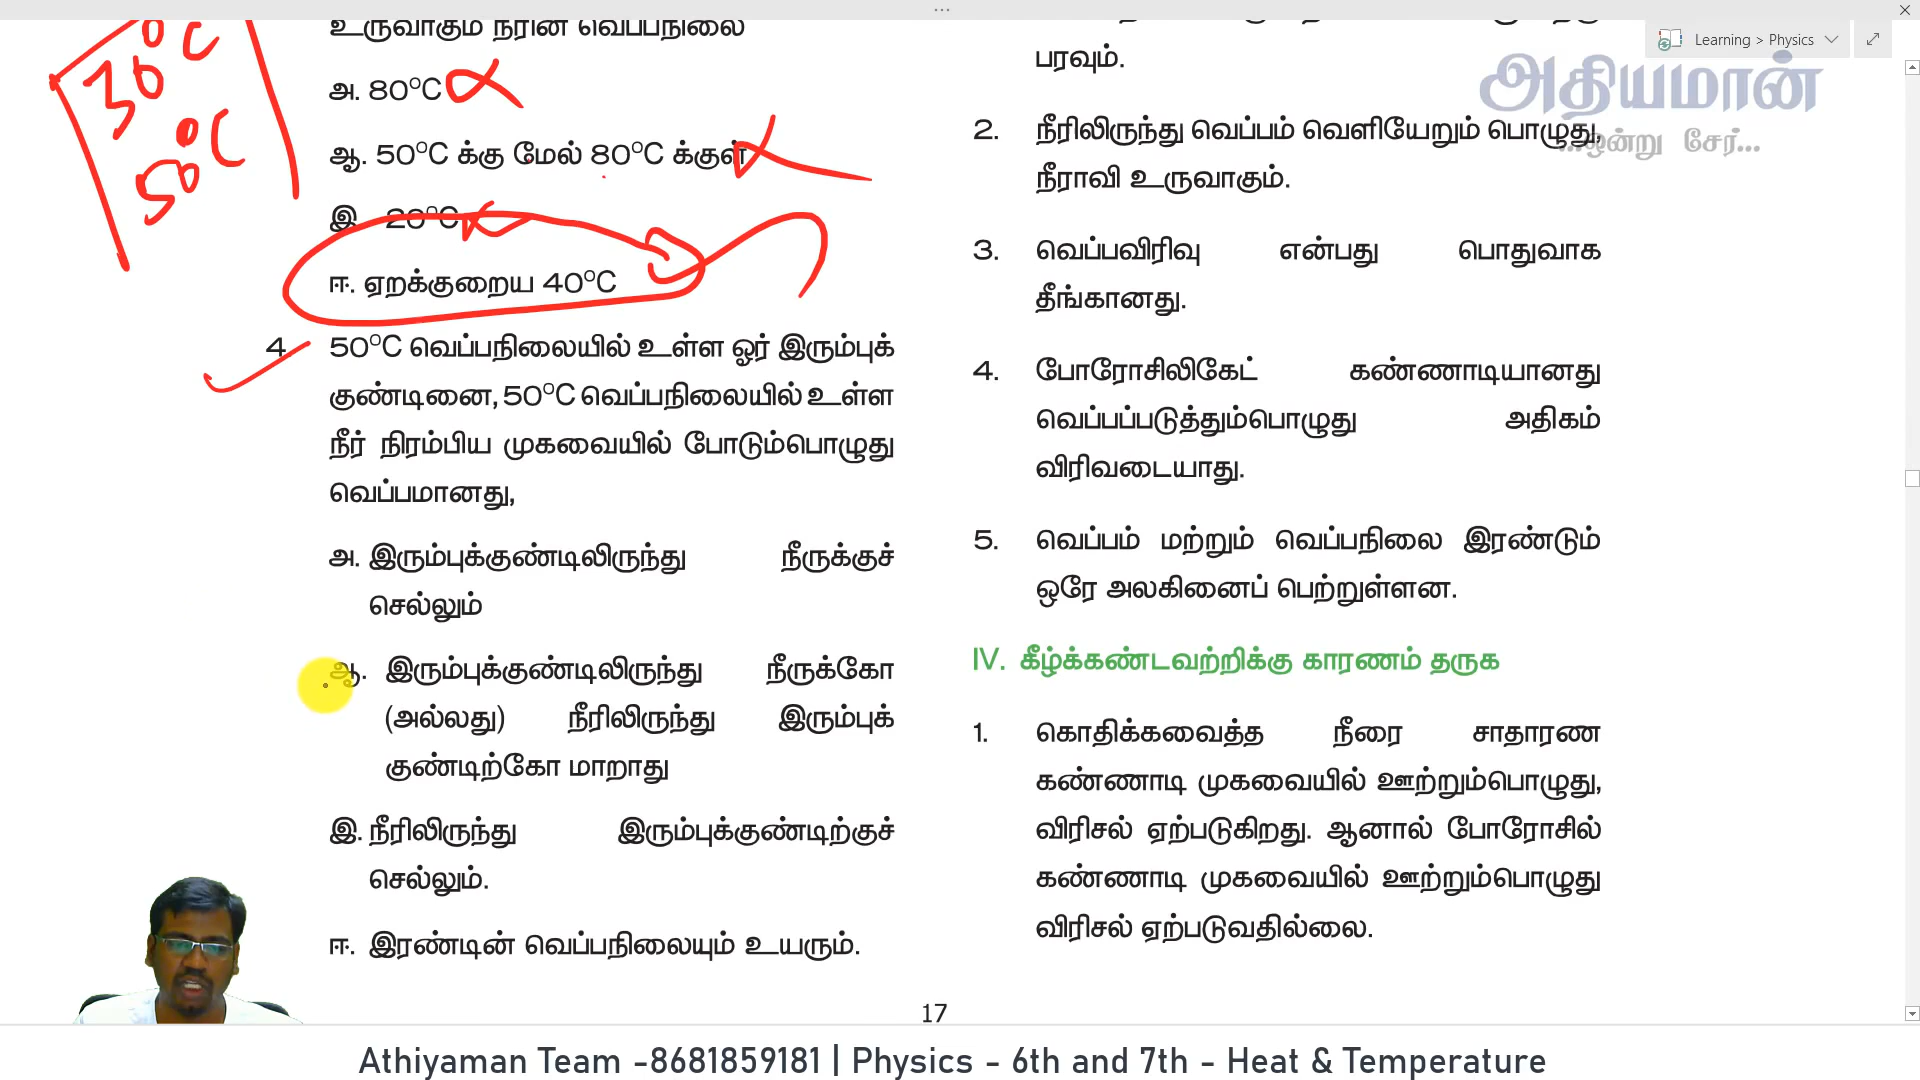 30°C
50°C
உருவாகும் நீரின் வெப்பநிலை
அ. 80°C
ஆ. 50°C க்கு மேல் 80°C க்குள்
இ. 20°C
ஈ. ஏறக்குறைய 40°C
4. 50°C வெப்பநிலையில் உள்ள ஓர் இரும்புக்
குண்டினை, 50°C வெப்பநிலையில் உள்ள
நீர் நிரம்பிய முகவையில் போடும்பொழுது
வெப்பமானது,
அ. இரும்புக்குண்டிலிருந்து நீருக்குச்
செல்லும்
ஆ. இரும்புக்குண்டிலிருந்து நீருக்கோ
(அல்லது) நீரிலிருந்து இரும்புக்
குண்டிற்கோ மாறாது
இ. நீரிலிருந்து இரும்புக்குண்டிற்குச்
செல்லும்.
ஈ. இரண்டின் வெப்பநிலையும் உயரும்.
பரவும்.
2. நீரிலிருந்து வெப்பம் வெளியேறும் பொழுது,
நீராவி உருவாகும்.
3. வெப்பவிரிவு என்பது பொதுவாக
தீங்கானது.
4. போரோசிலிகேட் கண்ணாடியானது
வெப்பப்படுத்தும்பொழுது அதிகம்
விரிவடையாது.
5. வெப்பம் மற்றும் வெப்பநிலை இரண்டும்
ஒரே அலகினைப் பெற்றுள்ளன.
IV. கீழ்க்கண்டவற்றிக்கு காரணம் தருக
1. கொதிக்கவைத்த நீரை சாதாரண
கண்ணாடி முகவையில் ஊற்றும்பொழுது,
விரிசல் ஏற்படுகிறது. ஆனால் போரோசில்
கண்ணாடி முகவையில் ஊற்றும்பொழுது
விரிசல் ஏற்படுவதில்லை.
17
Learning > Physics
அதியமான்
...ஒன்று சேர்...
Athiyaman Team -8681859181 | Physics - 6th and 7th - Heat & Temperature